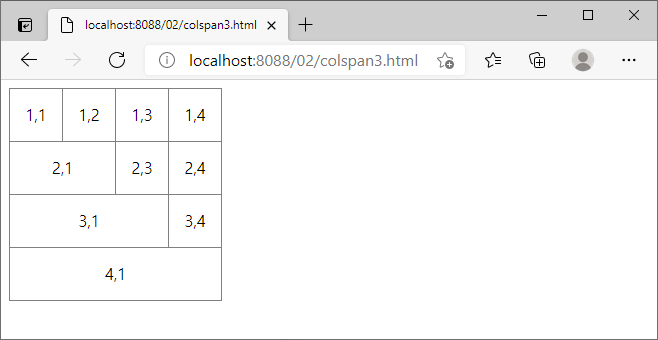 localhost:8088/02/colspan3.html
localhost:8088/02/colspan3.html
1,1 1,2 1,3 1,4
2,1 2,3 2,4
3,1 3,4
4,1